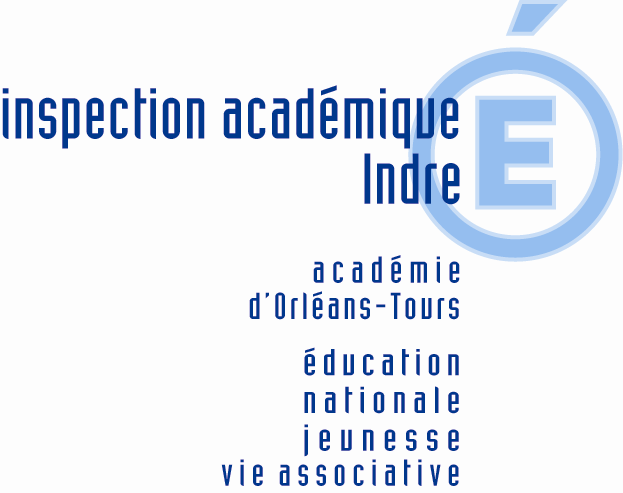 inspection académique
Indre
É
académie
d'Orléans-Tours
éducation
nationale
jeunesse
vie associative